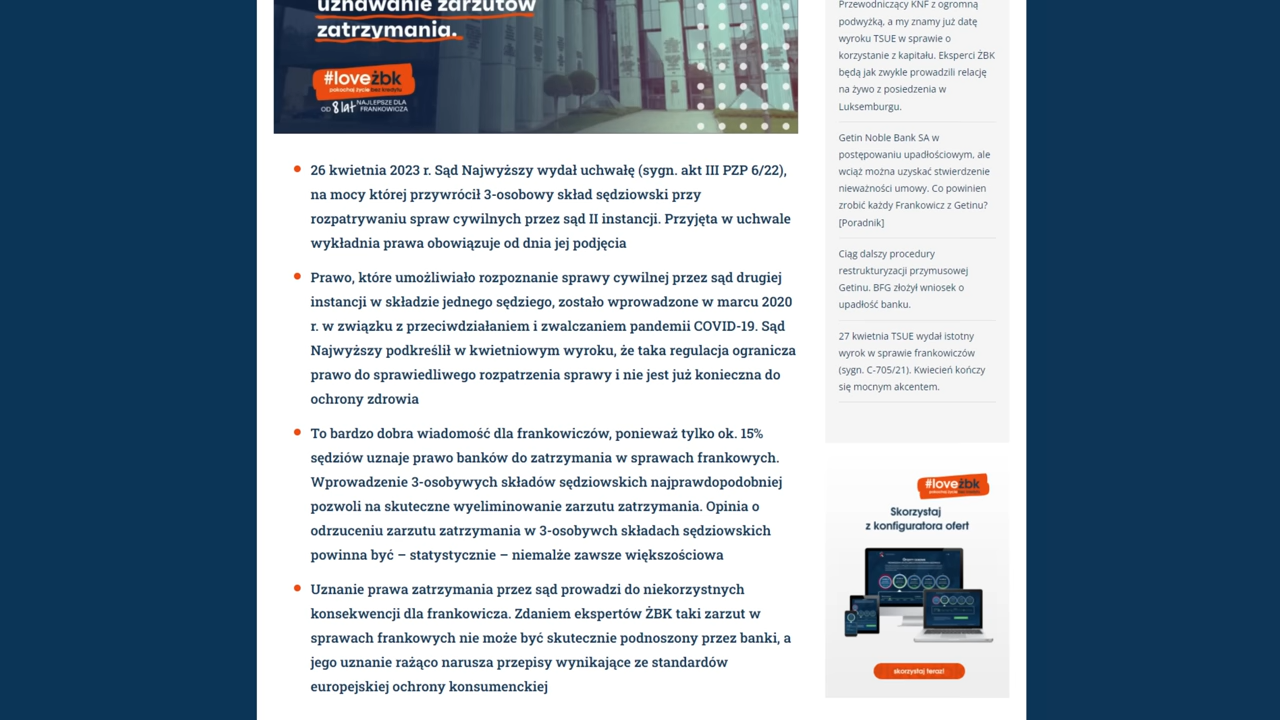 uznawanie zarzutów
zatrzymania.
#loveżbk
pokochaj życie bez kredytu
OD 8 lat NAJLEPSZE DLA
FRANKOWICZA
26 kwietnia 2023 r. Sąd Najwyższy wydał uchwałę (sygn. akt III PZP 6/22),
na mocy której przywrócił 3-osobowy skład sędziowski przy
rozpatrywaniu spraw cywilnych przez sąd II instancji. Przyjęta w uchwale
wykładnia prawa obowiązuje od dnia jej podjęcia
Prawo, które umożliwiało rozpoznanie sprawy cywilnej przez sąd drugiej
instancji w składzie jednego sędziego, zostało wprowadzone w marcu 2020
r. w związku z przeciwdziałaniem i zwalczaniem pandemii COVID-19. Sąd
Najwyższy podkreślił w kwietniowym wyroku, że taka regulacja ogranicza
prawo do sprawiedliwego rozpatrzenia sprawy i nie jest już konieczna do
ochrony zdrowia
To bardzo dobra wiadomość dla frankowiczów, ponieważ tylko ok. 15%
sędziów uznaje prawo banków do zatrzymania w sprawach frankowych.
Wprowadzenie 3-osobywych składów sędziowskich najprawdopodobniej
pozwoli na skuteczne wyeliminowanie zarzutu zatrzymania. Opinia o
odrzuceniu zarzutu zatrzymania w 3-osobywch składach sędziowskich
powinna być – statystycznie – niemalże zawsze większościowa
Uznanie prawa zatrzymania przez sąd prowadzi do niekorzystnych
konsekwencji dla frankowicza. Zdaniem ekspertów ŻBK taki zarzut w
sprawach frankowych nie może być skutecznie podnoszony przez banki, a
jego uznanie rażąco narusza przepisy wynikające ze standardów
europejskiej ochrony konsumenckiej
Przewodniczący KNF z ogromną
podwyżką, a my znamy już datę
wyroku TSUE w sprawie o
korzystanie z kapitału. Eksperci ŻBK
będą jak zwykle prowadzili relację
na żywo z posiedzenia w
Luksemburgu.
Getin Noble Bank SA w
postępowaniu upadłościowym, ale
wciąż można uzyskać stwierdzenie
nieważności umowy. Co powinien
zrobić każdy Frankowicz z Getinu?
[Poradnik]
Ciąg dalszy procedury
restrukturyzacji przymusowej
Getinu. BFG złożył wniosek o
upadłość banku.
27 kwietnia TSUE wydał istotny
wyrok w sprawie frankowiczów
(sygn. C-705/21). Kwiecień kończy
się mocnym akcentem.
#loveżbk
pokochaj życie bez kredytu
Skorzystaj
z konfiguratora ofert
skorzystaj teraz!